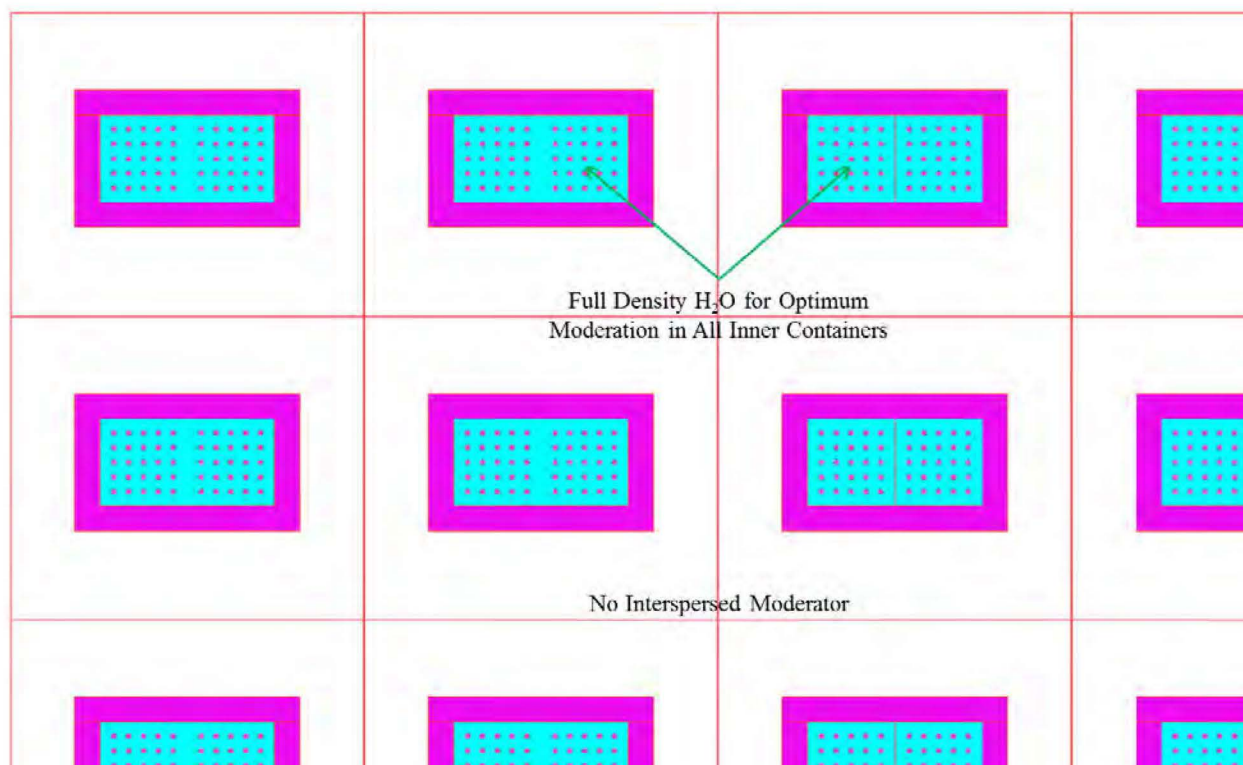 Full Density H₂O for Optimum
Moderation in All Inner Containers
No Interspersed Moderator